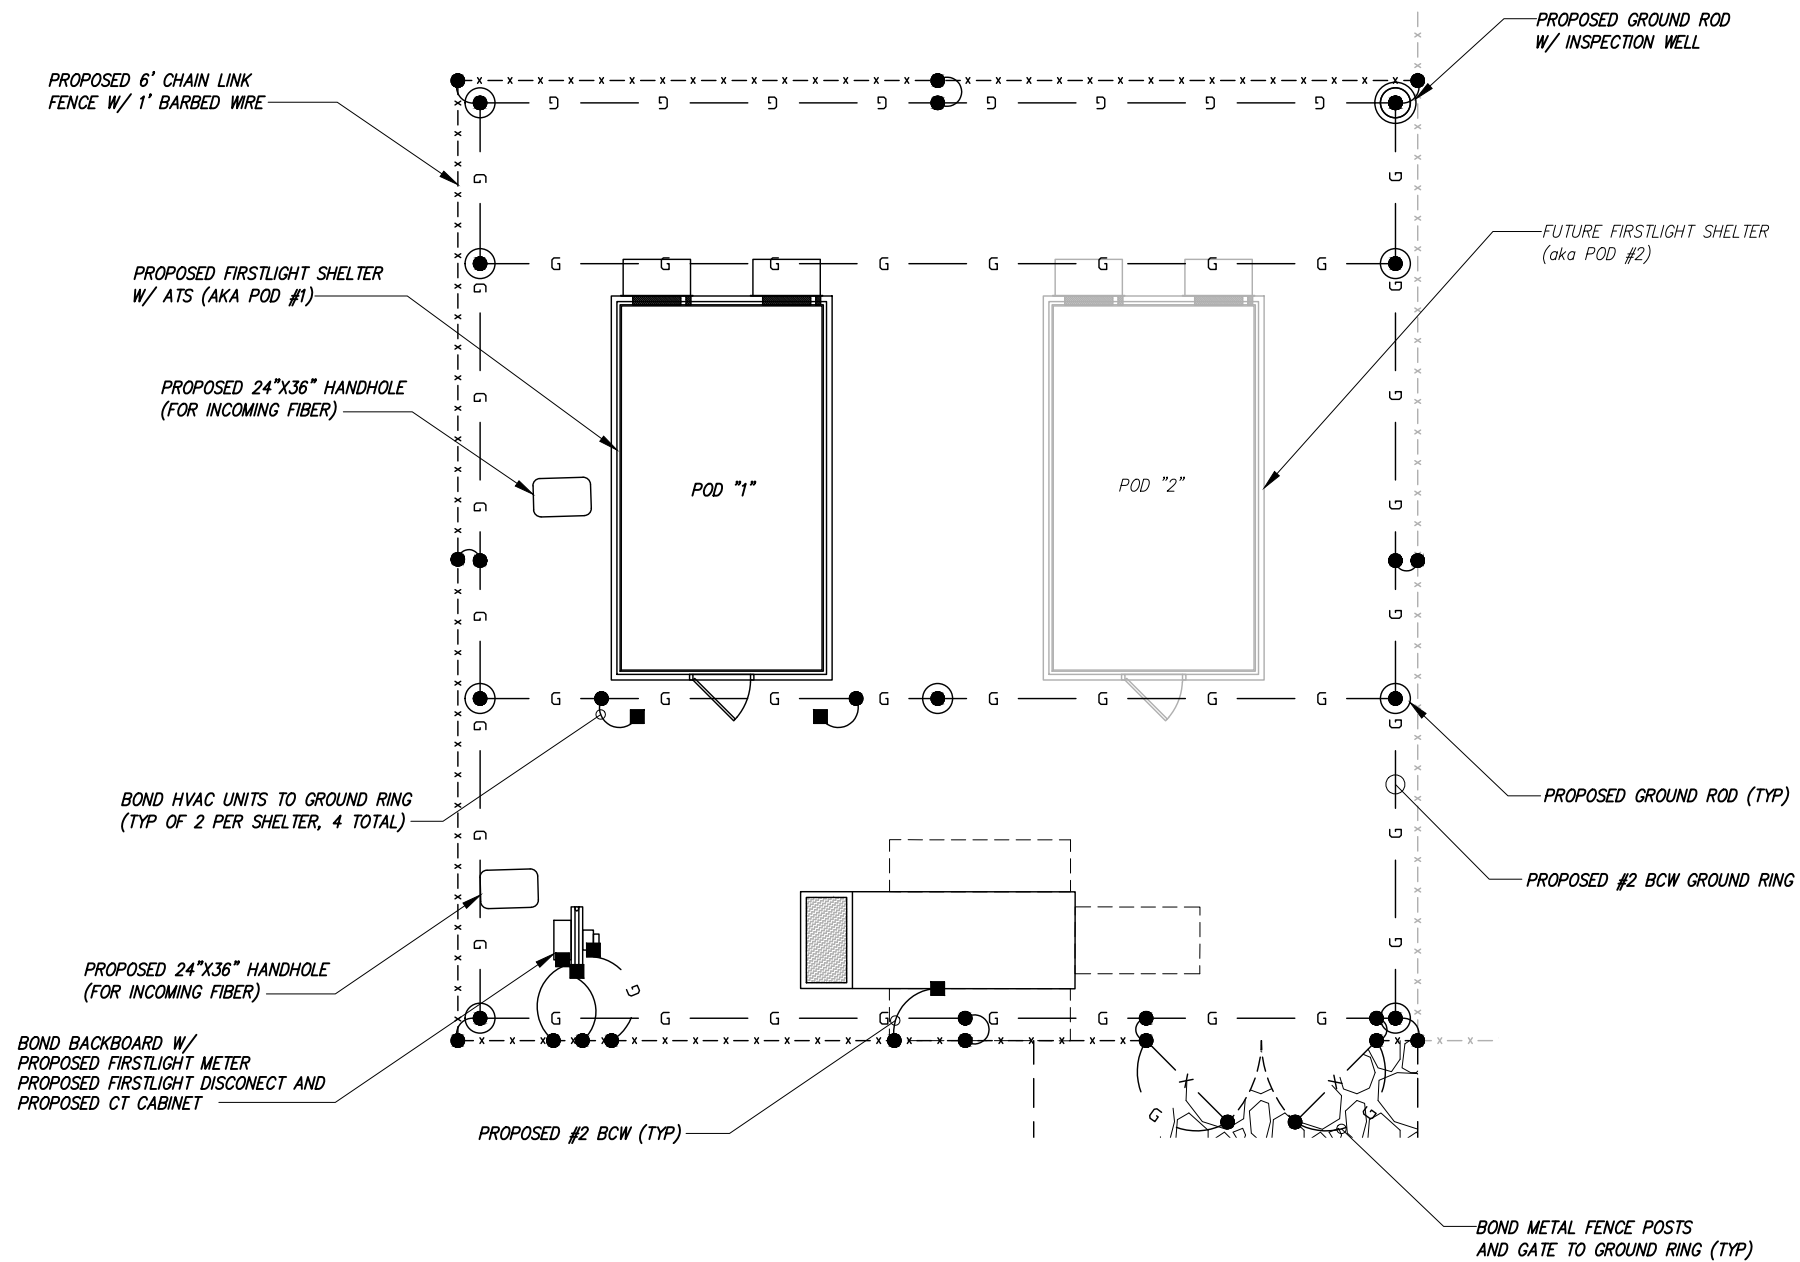 PROPOSED GROUND ROD
W/ INSPECTION WELL
PROPOSED 6' CHAIN LINK
FENCE W/ 1' BARBED WIRE
FUTURE FIRSTLIGHT SHELTER
(aka POD #2)
PROPOSED FIRSTLIGHT SHELTER
W/ ATS (AKA POD #1)
PROPOSED 24"X36" HANDHOLE
(FOR INCOMING FIBER)
POD "1"
POD "2"
BOND HVAC UNITS TO GROUND RING
(TYP OF 2 PER SHELTER, 4 TOTAL)
PROPOSED GROUND ROD (TYP)
PROPOSED #2 BCW GROUND RING
PROPOSED 24"X36" HANDHOLE
(FOR INCOMING FIBER)
BOND BACKBOARD W/
PROPOSED FIRSTLIGHT METER
PROPOSED FIRSTLIGHT DISCONECT AND
PROPOSED CT CABINET
PROPOSED #2 BCW (TYP)
BOND METAL FENCE POSTS
AND GATE TO GROUND RING (TYP)
G G G G G G G G
G G G G G G G G
G G G G G G G G
G G G G G G G G